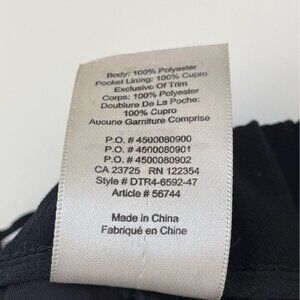 Body: 100% Polyester
Pocket Lining: 100% Cupro
Exclusive Of Trim
Corps: 100% Polyester
Doublure De La Poche:
100% Cupro
Aucune Garniture Comprise
P.O. # 4500080900
P.O. # 4500080901
P.O. # 4500080902
CA 23725 RN 122354
Style # DTR4-6592-47
Article # 56744
Made in China
Fabriqué en Chine